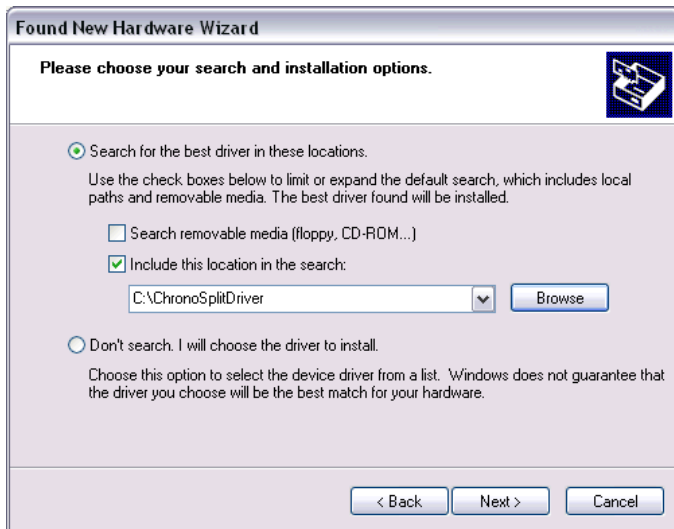 Found New Hardware Wizard
Please choose your search and installation options.
Search for the best driver in these locations.
Use the check boxes below to limit or expand the default search, which includes local
paths and removable media. The best driver found will be installed.
Search removable media (floppy, CD-ROM...)
Include this location in the search:
C:\ChronoSplitDriver
Browse
Don't search. I will choose the driver to install.
Choose this option to select the device driver from a list. Windows does not guarantee that
the driver you choose will be the best match for your hardware.
< Back Next > Cancel